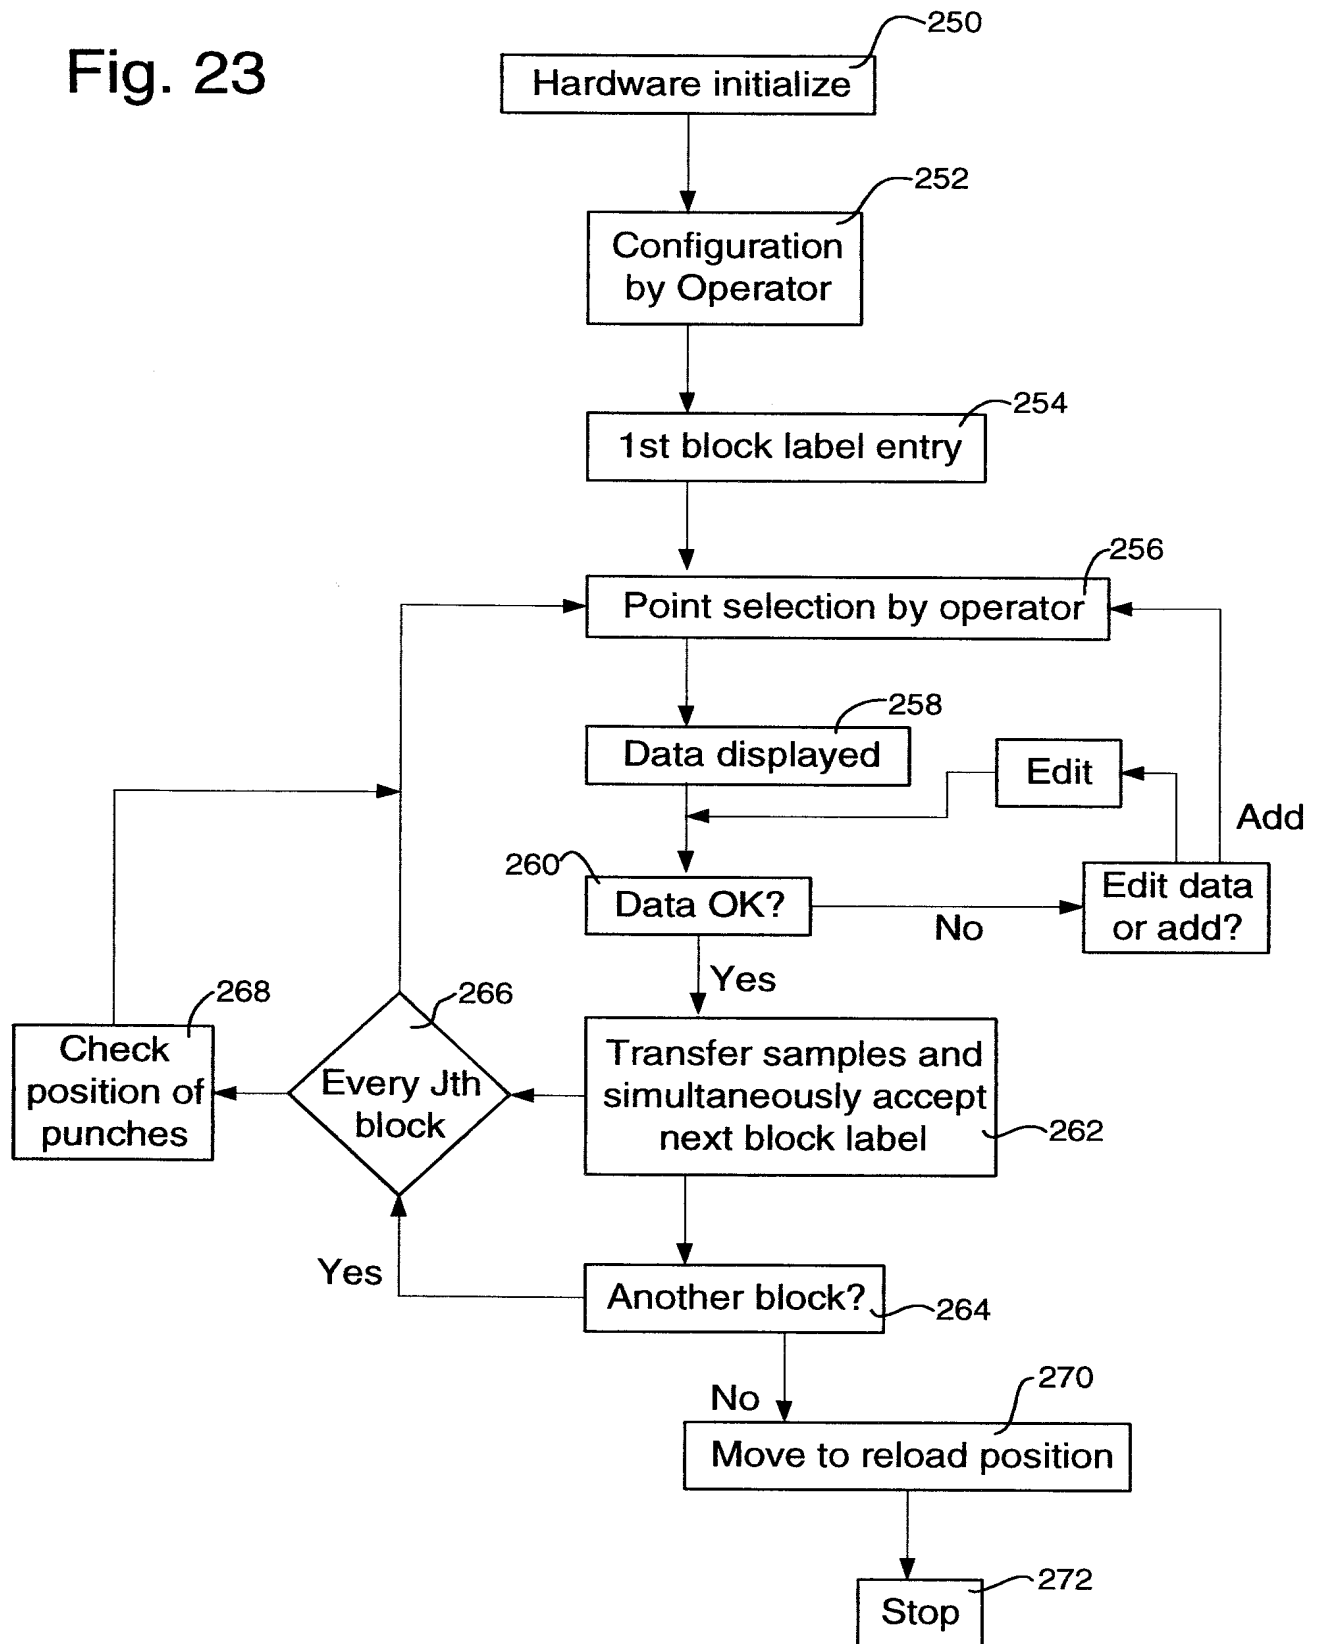 Fig. 23
250
Hardware initialize
252
Configuration
by Operator
254
1st block label entry
256
Point selection by operator
258
Data displayed
Edit
Add
260
Data OK?
No
Edit data
or add?
Yes
268
266
Check
position of
punches
Every Jth
block
Transfer samples and
simultaneously accept
next block label
262
Yes
Another block?
264
No
270
Move to reload position
272
Stop